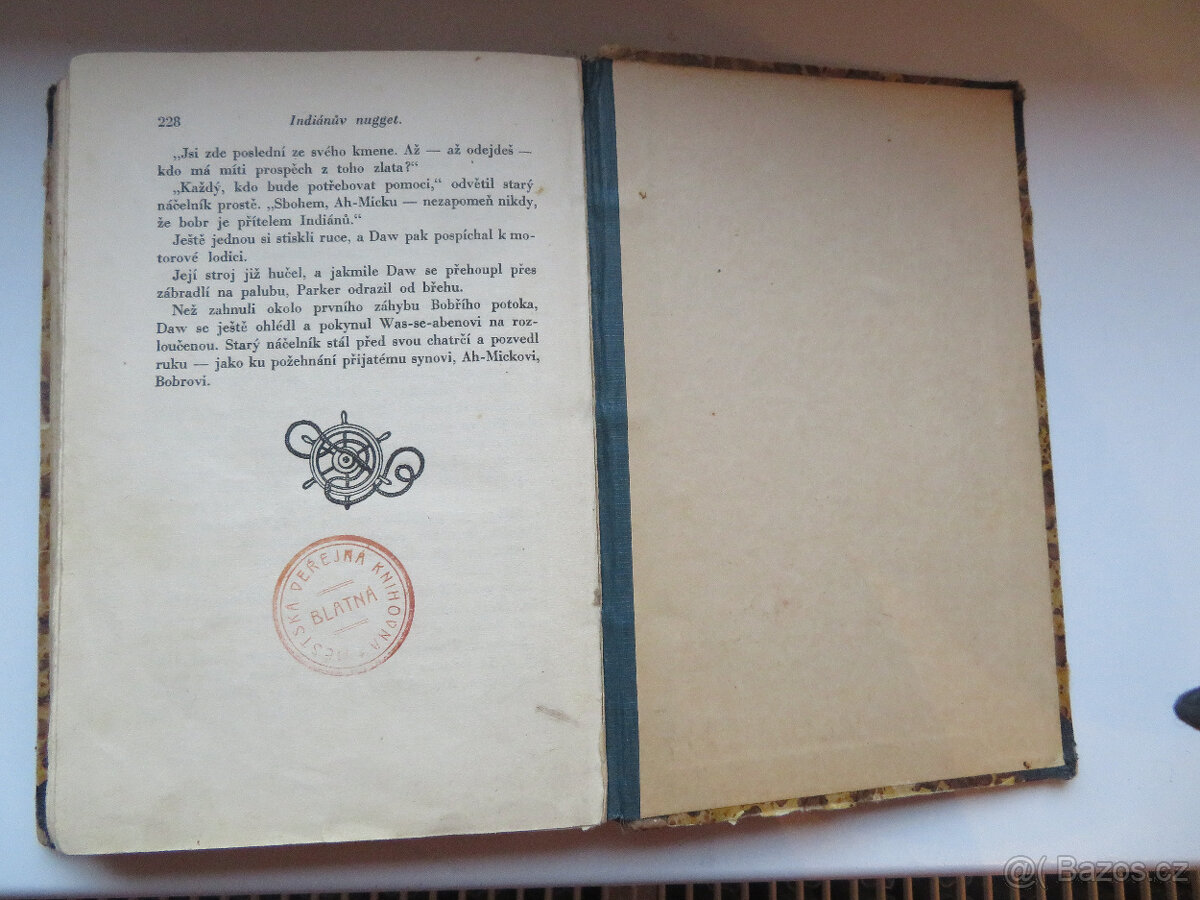 228 Indiánův nugget.
„Jsi zde poslední ze svého kmene. Až — až odejdeš —
kdo má míti prospěch z toho zlata?“
„Každý, kdo bude potřebovat pomoci,“ odvětil starý
náčelník prostě. „Sbohem, Ah-Micku — nezapomeň nikdy,
že bobr je přítelem Indiánů.“
Ještě jednou si stiskli ruce, a Daw pak pospíchal k mo-
torové lodici.
Její stroj již hučel, a jakmile Daw se přehoupl přes
zábradlí na palubu, Parker odrazil od břehu.
Než zahnuli okolo prvního záhybu Bobřího potoka,
Daw se ještě ohlédl a pokynul Was-se-abenovi na roz-
loučenou. Starý náčelník stál před svou chatrčí a pozvedl
ruku — jako ku požehnání přijatému synovi, Ah-Mickovi,
Bobrovi.
MĚSTSKÁ VEŘEJNÁ KNIHOVNA
BLATNÁ
@( Bazos.cz